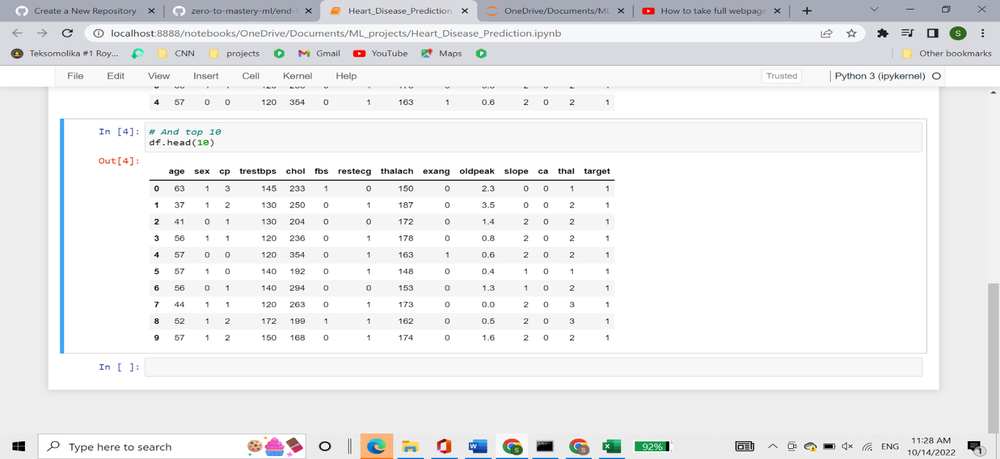 Create a New Repository
zero-to-mastery-ml/end-t
Heart_Disease_Prediction
OneDrive/Documents/ML
How to take full webpage
localhost:8888/notebooks/OneDrive/Documents/ML_projects/Heart_Disease_Prediction.ipynb
S
Teksomolika #1 Roy...
CNN
projects
Gmail
YouTube
Maps
Other bookmarks
File Edit View Insert Cell Kernel Help
Trusted
Python 3 (ipykernel)
4 57 0 0 120 354 0 1 163 1 0.6 2 0 2 1
In [4]: # And top 10
df.head(10)
Out[4]:
age sex cp trestbps chol fbs restecg thalach exang oldpeak slope ca thal target
0 63 1 3 145 233 1 0 150 0 2.3 0 0 1 1
1 37 1 2 130 250 0 1 187 0 3.5 0 0 2 1
2 41 0 1 130 204 0 0 172 0 1.4 2 0 2 1
3 56 1 1 120 236 0 1 178 0 0.8 2 0 2 1
4 57 0 0 120 354 0 1 163 1 0.6 2 0 2 1
5 57 1 0 140 192 0 1 148 0 0.4 1 0 1 1
6 56 0 1 140 294 0 0 153 0 1.3 1 0 2 1
7 44 1 1 120 263 0 1 173 0 0.0 2 0 3 1
8 52 1 2 172 199 1 1 162 0 0.5 2 0 3 1
9 57 1 2 150 168 0 1 174 0 1.6 2 0 2 1
In [ ]:
Type here to search
92%
ENG
11:28 AM
10/14/2022
1